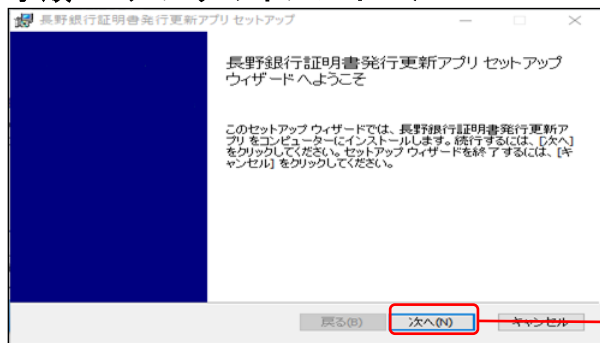 長野銀行証明書発行更新アプリ セットアップ
長野銀行証明書発行更新アプリ セットアップ
ウィザードへようこそ
このセットアップ ウィザードでは、長野銀行証明書発行更新ア
プリ をコンピューターにインストールします。続行するには、[次へ]
をクリックしてください。セットアップ ウィザードを終了するには、[キ
ャンセル] をクリックしてください。
戻る(B) 次へ(N) キャンセル